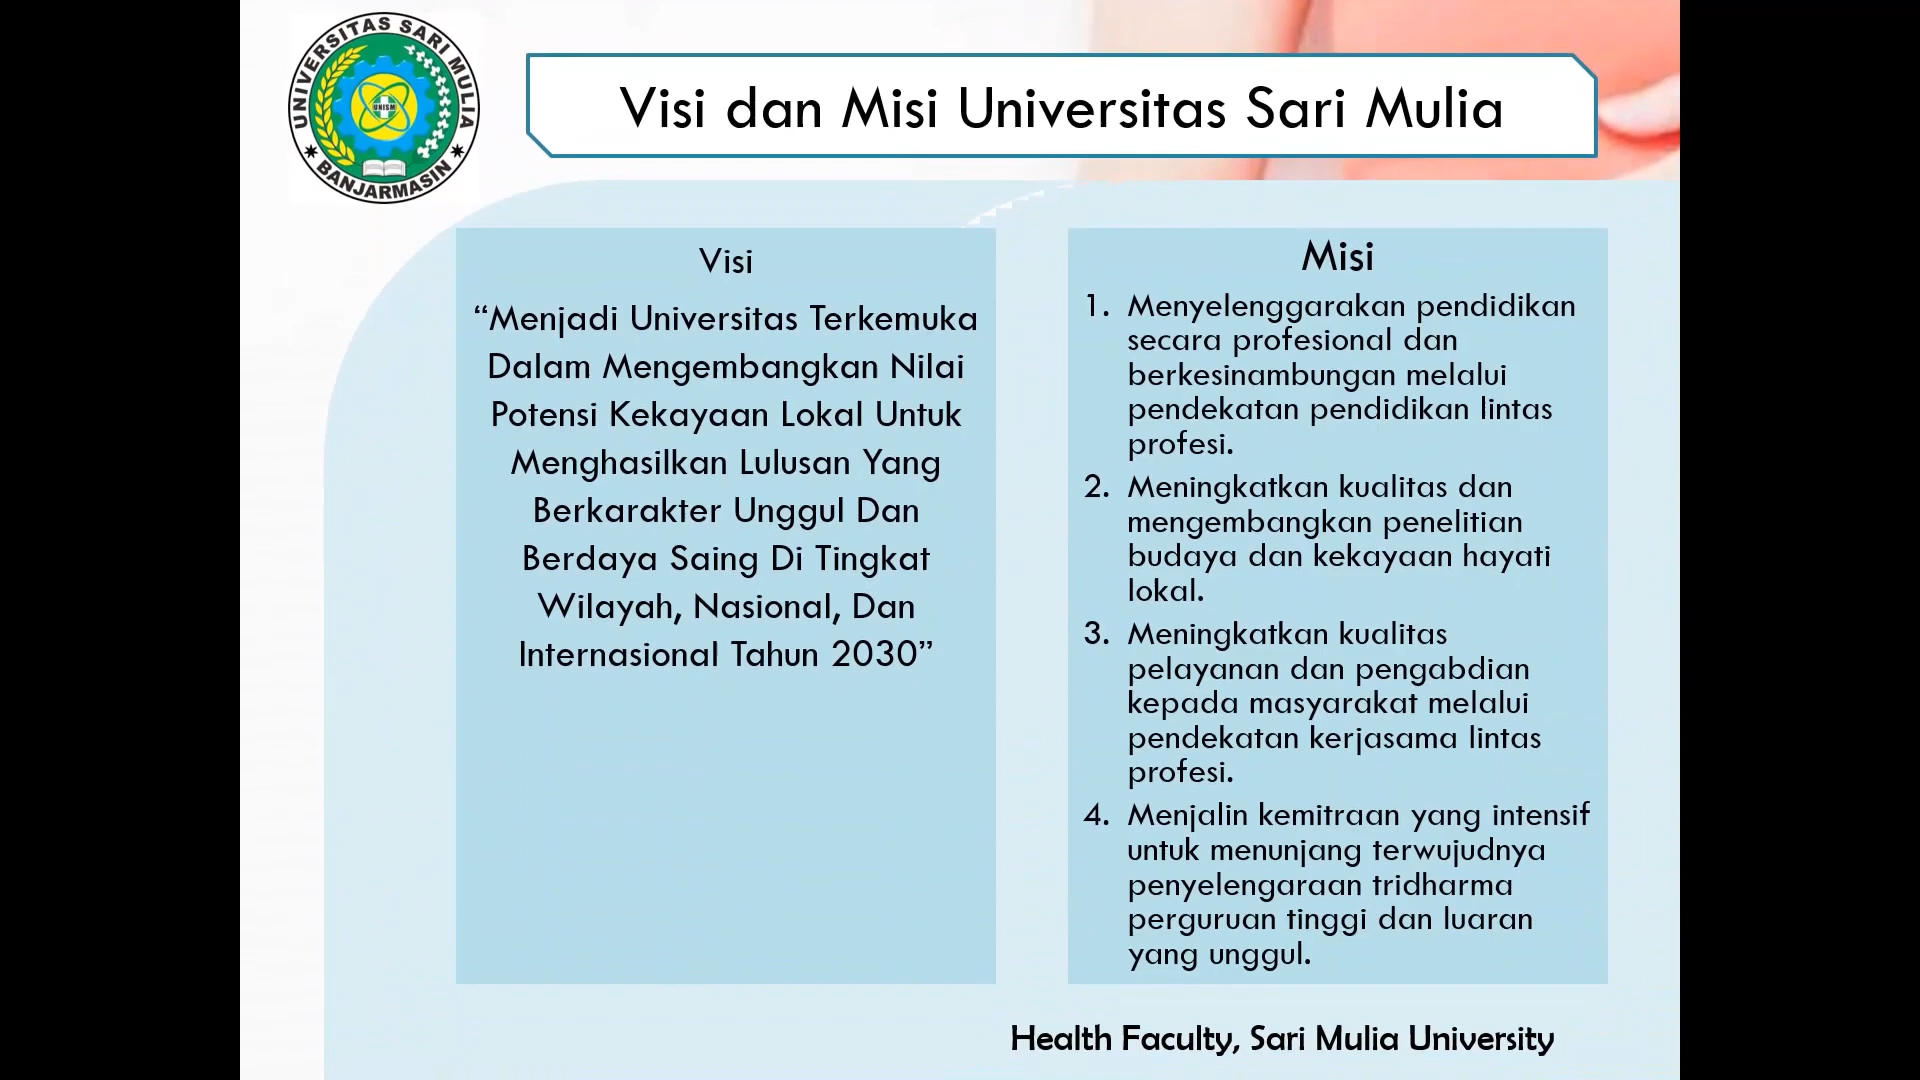 UNIVERSITAS SARI MULIA
UNISM
BANJARMASIN
Visi dan Misi Universitas Sari Mulia
Visi
“Menjadi Universitas Terkemuka
Dalam Mengembangkan Nilai
Potensi Kekayaan Lokal Untuk
Menghasilkan Lulusan Yang
Berkarakter Unggul Dan
Berdaya Saing Di Tingkat
Wilayah, Nasional, Dan
Internasional Tahun 2030”
Misi
1. Menyelenggarakan pendidikan
secara profesional dan
berkesinambungan melalui
pendekatan pendidikan lintas
profesi.
2. Meningkatkan kualitas dan
mengembangkan penelitian
budaya dan kekayaan hayati
lokal.
3. Meningkatkan kualitas
pelayanan dan pengabdian
kepada masyarakat melalui
pendekatan kerjasama lintas
profesi.
4. Menjalin kemitraan yang intensif
untuk menunjang terwujudnya
penyelengaraan tridharma
perguruan tinggi dan luaran
yang unggul.
Health Faculty, Sari Mulia University